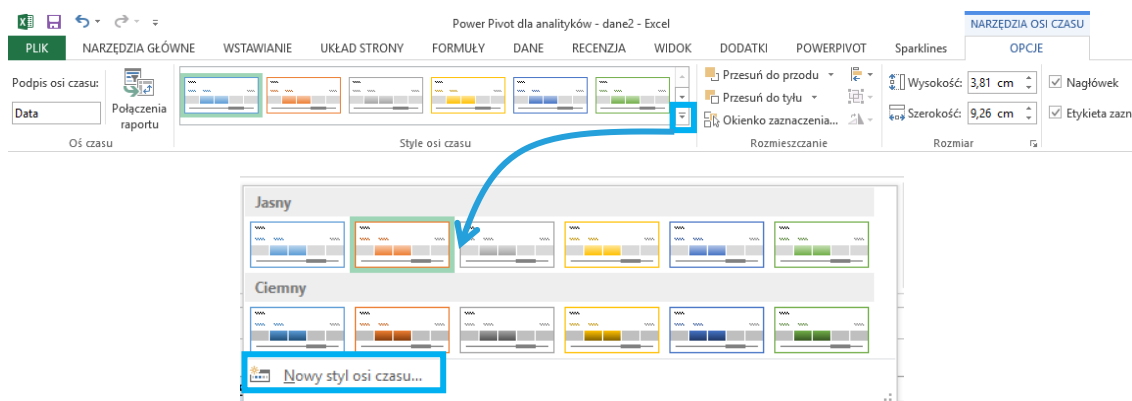 Power Pivot dla analityków - dane2 - Excel
NARZĘDZIA OSI CZASU
PLIK NARZĘDZIA GŁÓWNE WSTAWIANIE UKŁAD STRONY FORMUŁY DANE RECENZJA WIDOK DODATKI POWERPIVOT Sparklines OPCJE
Podpis osi czasu:
Data
Połączenia
raportu
Przesuń do przodu
Przesuń do tyłu
Okienko zaznaczenia...
Wysokość: 3,81 cm
Szerokość: 9,26 cm
Nagłówek
Etykieta zazn
Oś czasu Style osi czasu Rozmieszczanie Rozmiar
Jasny
Ciemny
Nowy styl osi czasu...